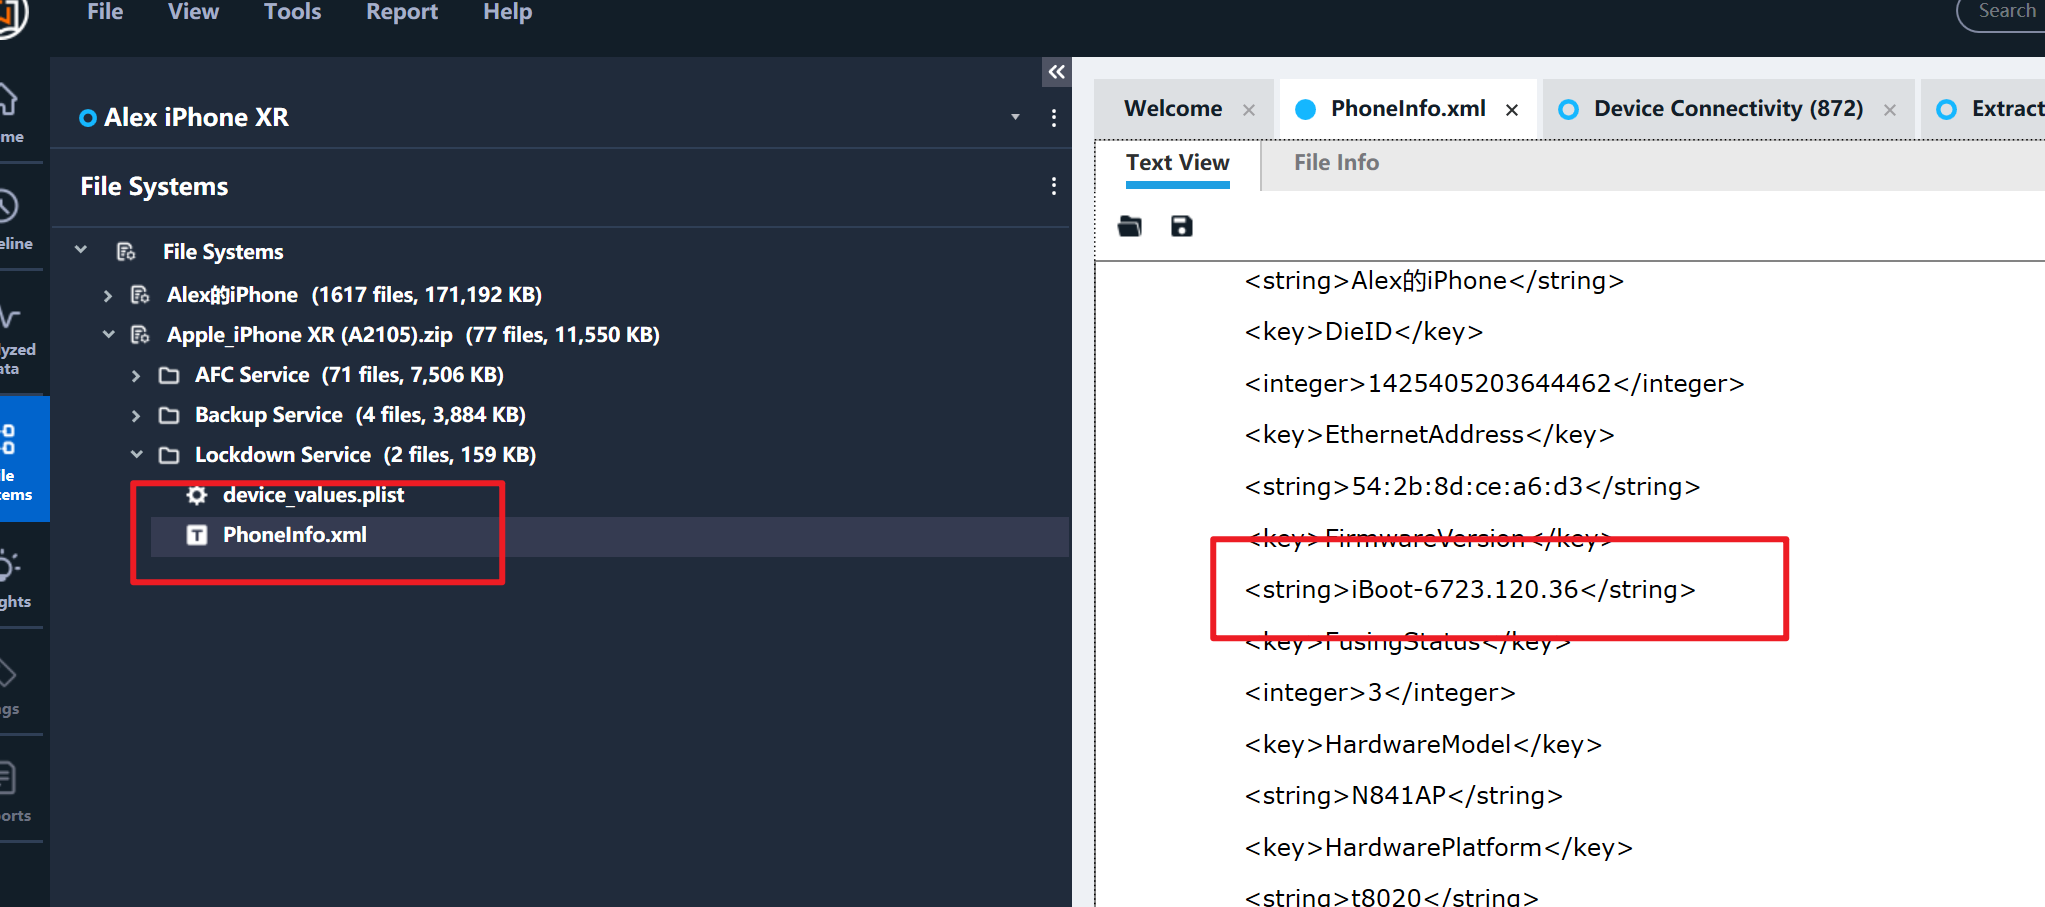 File View Tools Report Help Search
Alex iPhone XR
File Systems
File Systems
Alex的iPhone (1617 files, 171,192 KB)
Apple_iPhone XR (A2105).zip (77 files, 11,550 KB)
AFC Service (71 files, 7,506 KB)
Backup Service (4 files, 3,884 KB)
Lockdown Service (2 files, 159 KB)
device_values.plist
PhoneInfo.xml
me
eline
lyzed
ata
le
tems
ghts
gs
orts
Welcome × PhoneInfo.xml × Device Connectivity (872) × Extract
Text View File Info
<string>Alex的iPhone</string>
<key>DieID</key>
<integer>1425405203644462</integer>
<key>EthernetAddress</key>
<string>54:2b:8d:ce:a6:d3</string>
<key>FirmwareVersion</key>
<string>iBoot-6723.120.36</string>
<key>FusingStatus</key>
<integer>3</integer>
<key>HardwareModel</key>
<string>N841AP</string>
<key>HardwarePlatform</key>
<string>t8020</string>